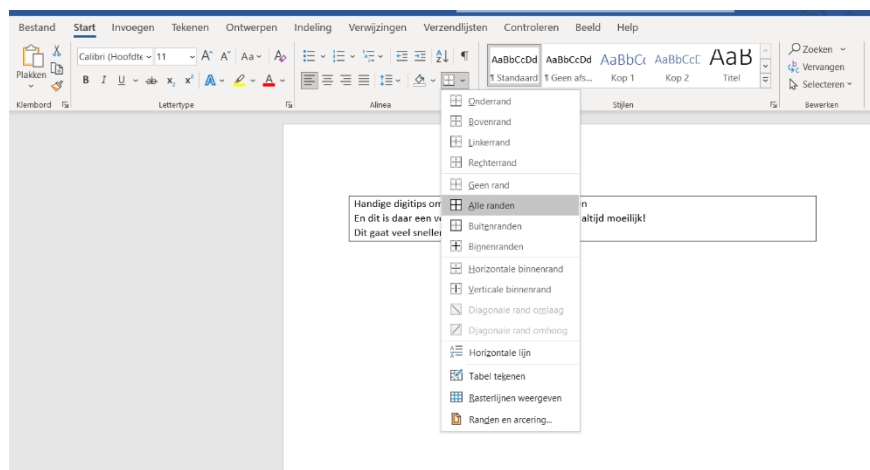 Bestand Start Invoegen Tekenen Ontwerpen Indeling Verwijzingen Verzendlijsten Controleren Beeld Help
Plakken
Klembord
Calibri (Hoofdte 11
Lettertype
Alinea
AaBbCcDd AaBbCcDd AaBbCc AaBbCcD AaB
¶ Standaard ¶ Geen afs... Kop 1 Kop 2 Titel
Stijlen
Zoeken
Vervangen
Selecteren
Bewerken
Onderrand
Bovenrand
Linkerrand
Rechterrand
Geen rand
Alle randen
Buitenranden
Binnenranden
Horizontale binnenrand
Verticale binnenrand
Diagonale rand omlaag
Diagonale rand omhoog
Horizontale lijn
Tabel tekenen
Rasterlijnen weergeven
Randen en arcering...
Handige digitips
En dit is daar een altijd moeilijk!
Dit gaat veel